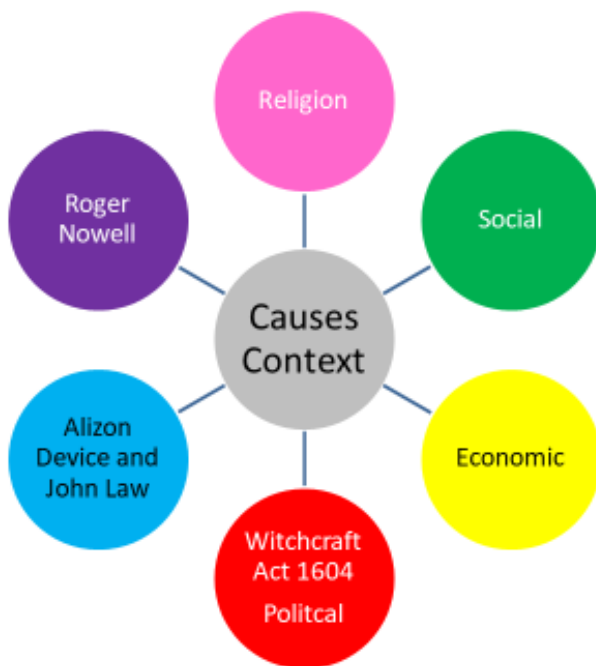 Religion
Social
Economic
Witchcraft
Act 1604
Politcal
Alizon
Device and
John Law
Roger
Nowell
Causes
Context